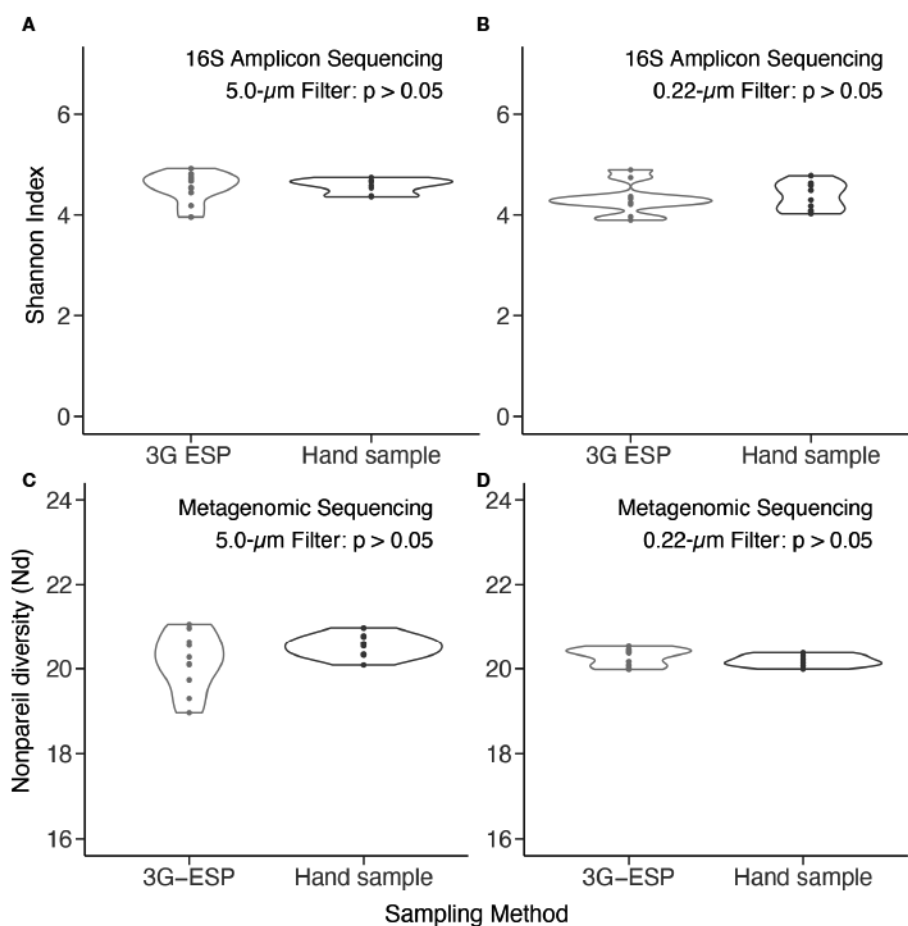 A
16S Amplicon Sequencing
5.0-µm Filter: p > 0.05
Shannon Index
6
4
2
0
3G ESP
Hand sample
B
16S Amplicon Sequencing
0.22-µm Filter: p > 0.05
6
4
2
0
3G ESP
Hand sample
C
Metagenomic Sequencing
5.0-µm Filter: p > 0.05
Nonpareil diversity (Nd)
24
22
20
18
16
3G-ESP
Hand sample
D
Metagenomic Sequencing
0.22-µm Filter: p > 0.05
24
22
20
18
16
3G-ESP
Hand sample
Sampling Method